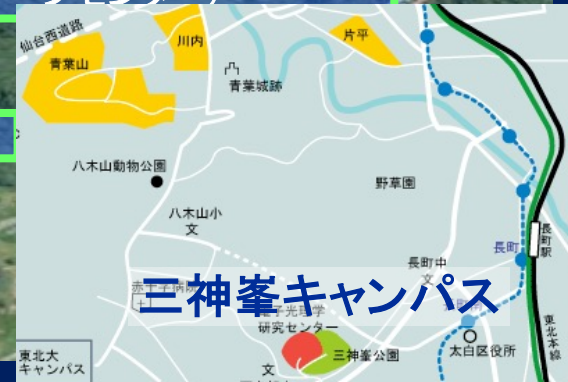 仙台西道路
川内
片平
青葉山
青葉城跡
八木山動物公園
野草園
八木山小
文
長町
長町駅
長町中
文
赤十字病院
三神峯キャンパス
研究センター
三神峯公園
太白区役所
東北本線
東北大
キャンパス
文